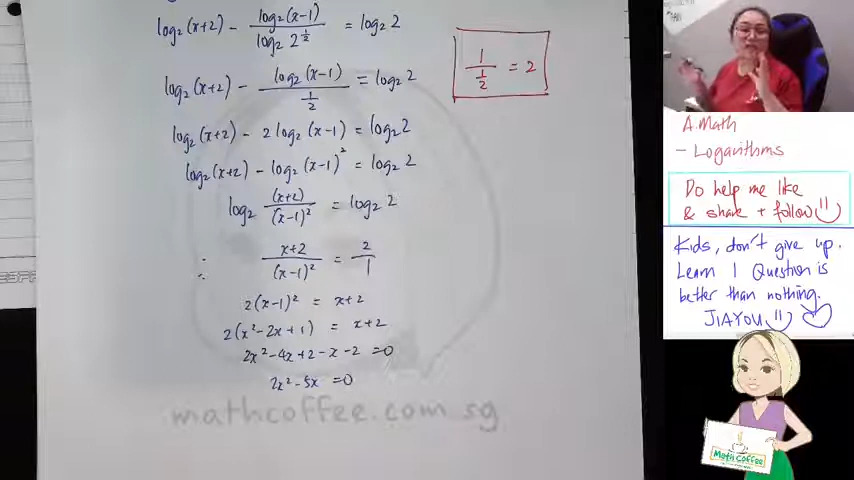 log₂(x+2) - log₂(x-1)/log₂ 2^½ = log₂ 2
log₂(x+2) - log₂(x-1)/½ = log₂ 2
log₂(x+2) - 2log₂(x-1) = log₂ 2
log₂(x+2) - log₂(x-1)² = log₂ 2
log₂ (x+2)/(x-1)² = log₂ 2
∴ x+2/(x-1)² = 2/1
2(x-1)² = x+2
2(x²-2x+1) = x+2
2x²-4x+2-x-2 =0
2x²-5x =0
mathcoffee.com.sg
1/½ = 2
A.Math
- Logarithms
Do help me like
& share + follow
Kids, don't give up.
Learn 1 Question is
better than nothing.
JIAYOU
Math Coffee